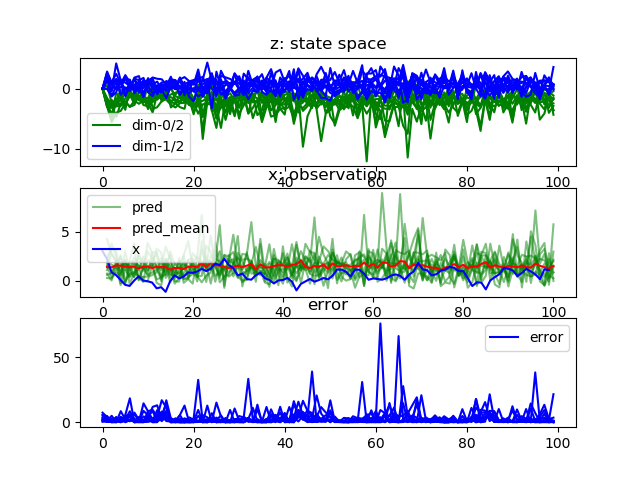 z: state space
0
−10
dim-0/2
dim-1/2
0 20 40 60 80 100
x: observation
5
0
pred
pred_mean
x
0 20 40 60 80 100
error
50
0
error
0 20 40 60 80 100